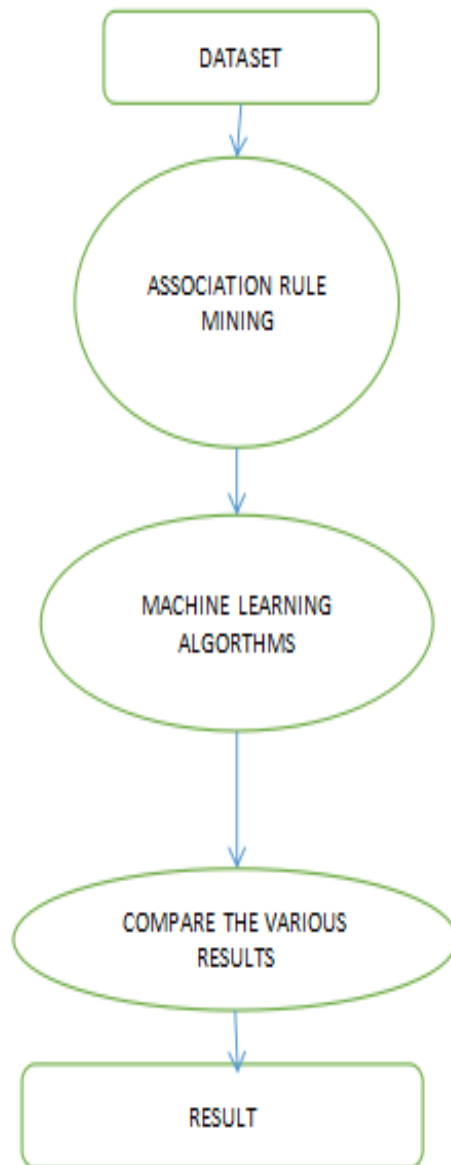 DATASET
ASSOCIATION RULE
MINING
MACHINE LEARNING
ALGORTHMS
COMPARE THE VARIOUS
RESULTS
RESULT